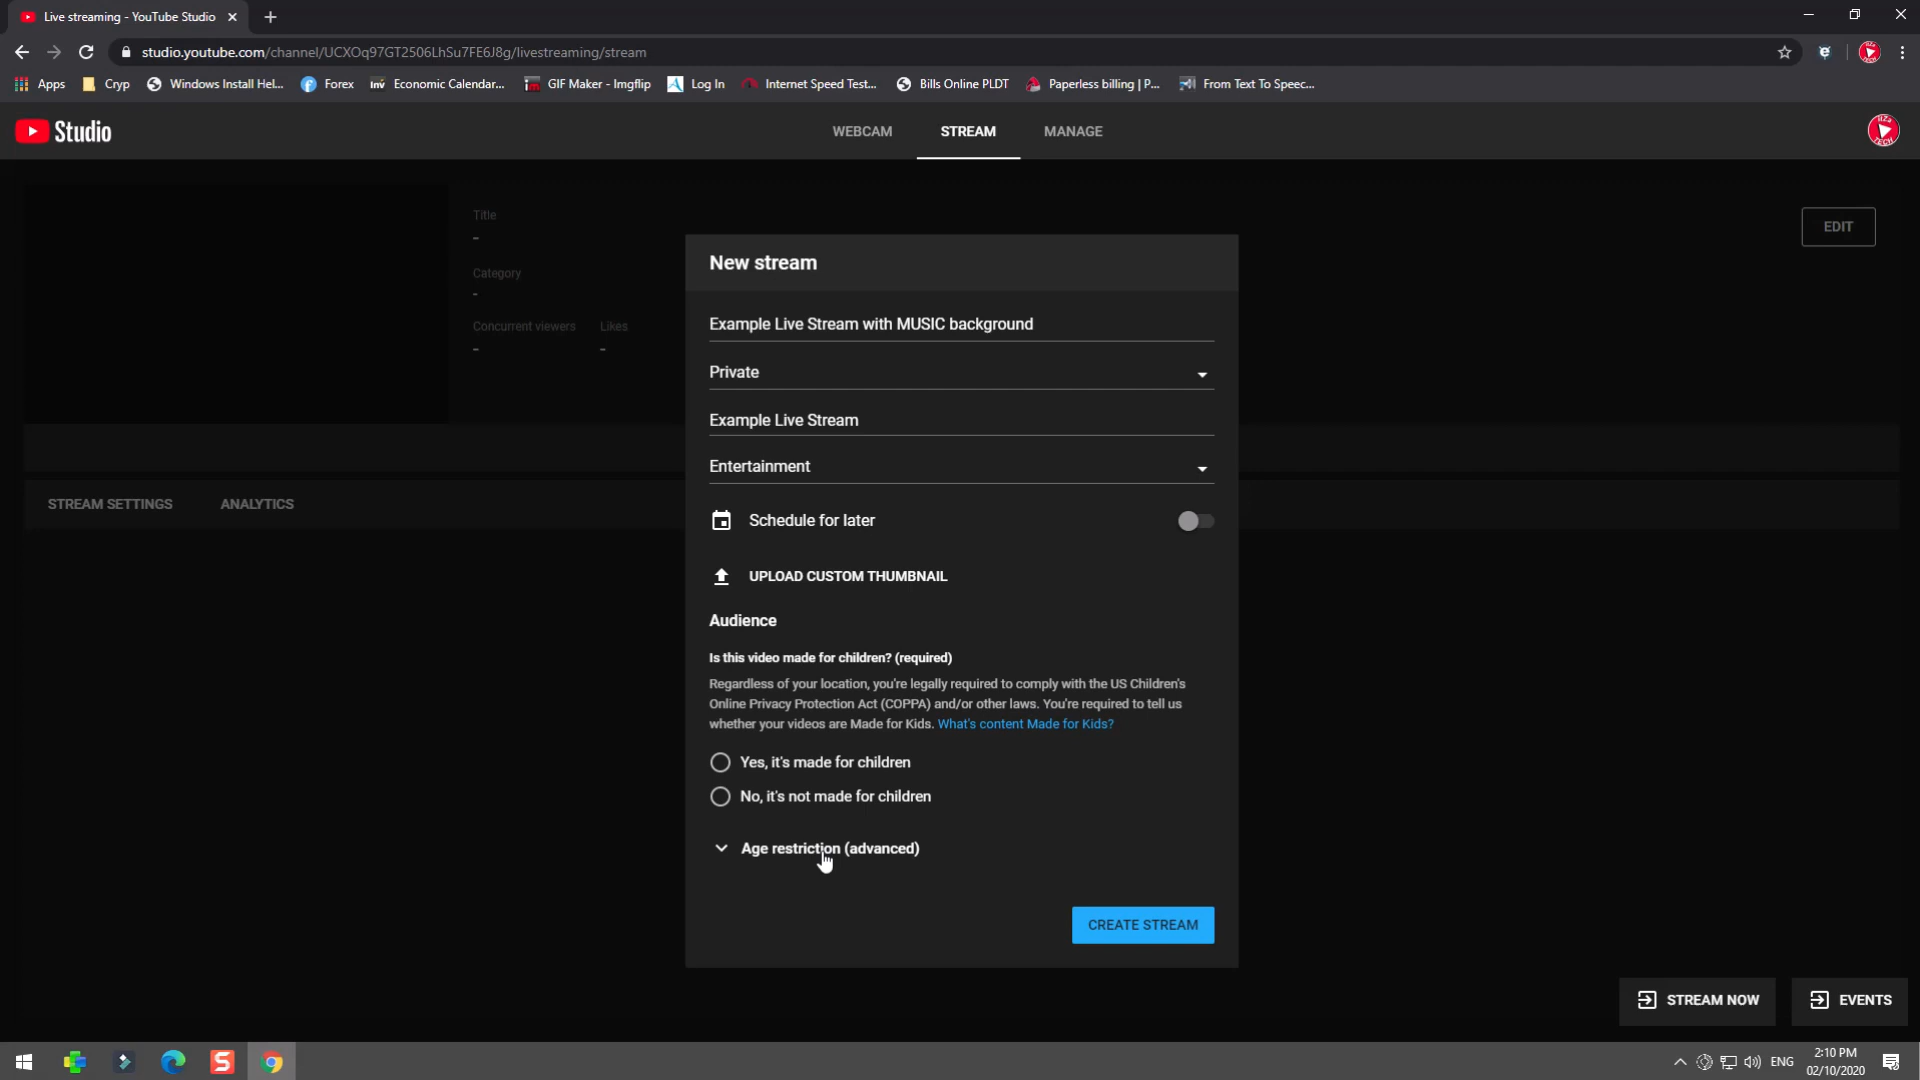 Live streaming - YouTube Studio
studio.youtube.com/channel/UCXOq97GT2506LhSu7FE6J8g/livestreaming/stream
Apps Cryp Windows Install Hel... Forex Inv Economic Calendar... im GIF Maker - Imgflip Log In Internet Speed Test... Bills Online PLDT Paperless billing | P... From Text To Speec...
Studio WEBCAM STREAM MANAGE
Title
-
EDIT
Category
-
Concurrent viewers Likes
- -
STREAM SETTINGS ANALYTICS
New stream
Example Live Stream with MUSIC background
Private
Example Live Stream
Entertainment
Schedule for later
UPLOAD CUSTOM THUMBNAIL
Audience
Is this video made for children? (required)
Regardless of your location, you're legally required to comply with the US Children's
Online Privacy Protection Act (COPPA) and/or other laws. You're required to tell us
whether your videos are Made for Kids. What's content Made for Kids?
Yes, it's made for children
No, it's not made for children
Age restriction (advanced)
CREATE STREAM
STREAM NOW EVENTS
S ENG 2:10 PM
02/10/2020